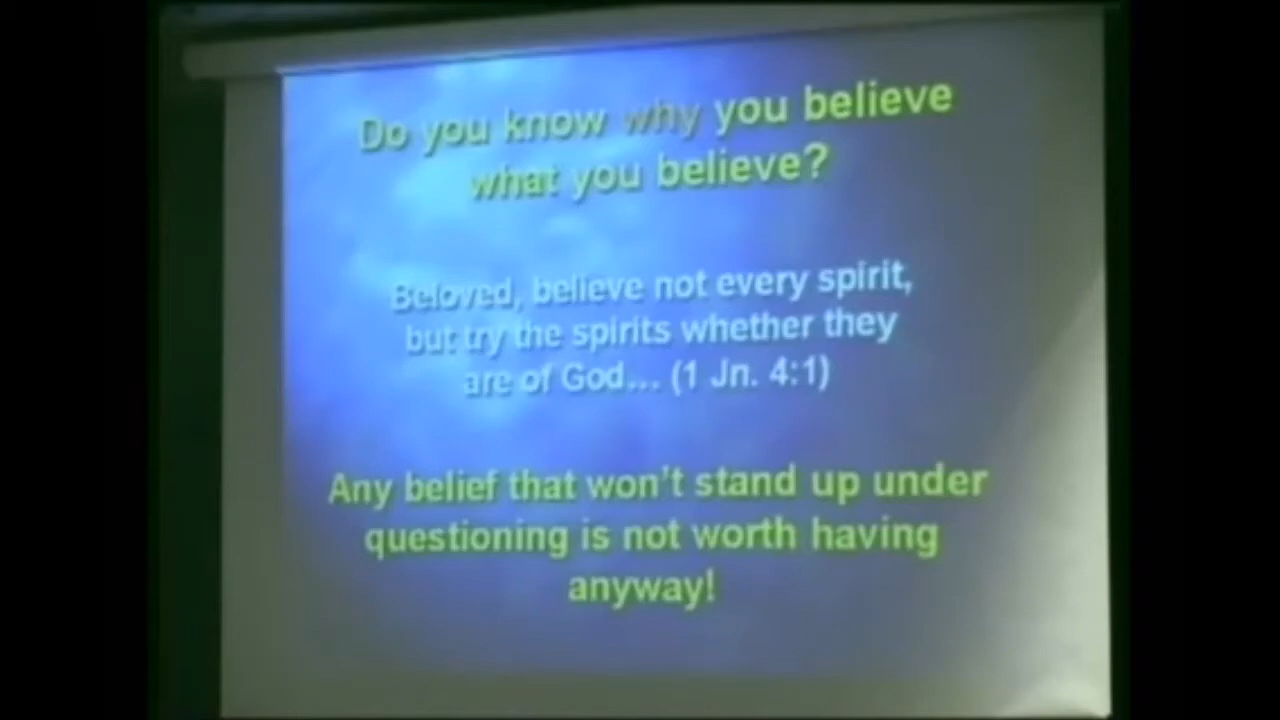 Do you know why you believe
what you believe?
Beloved, believe not every spirit,
but try the spirits whether they
are of God... (1 Jn. 4:1)
Any belief that won't stand up under
questioning is not worth having
anyway!